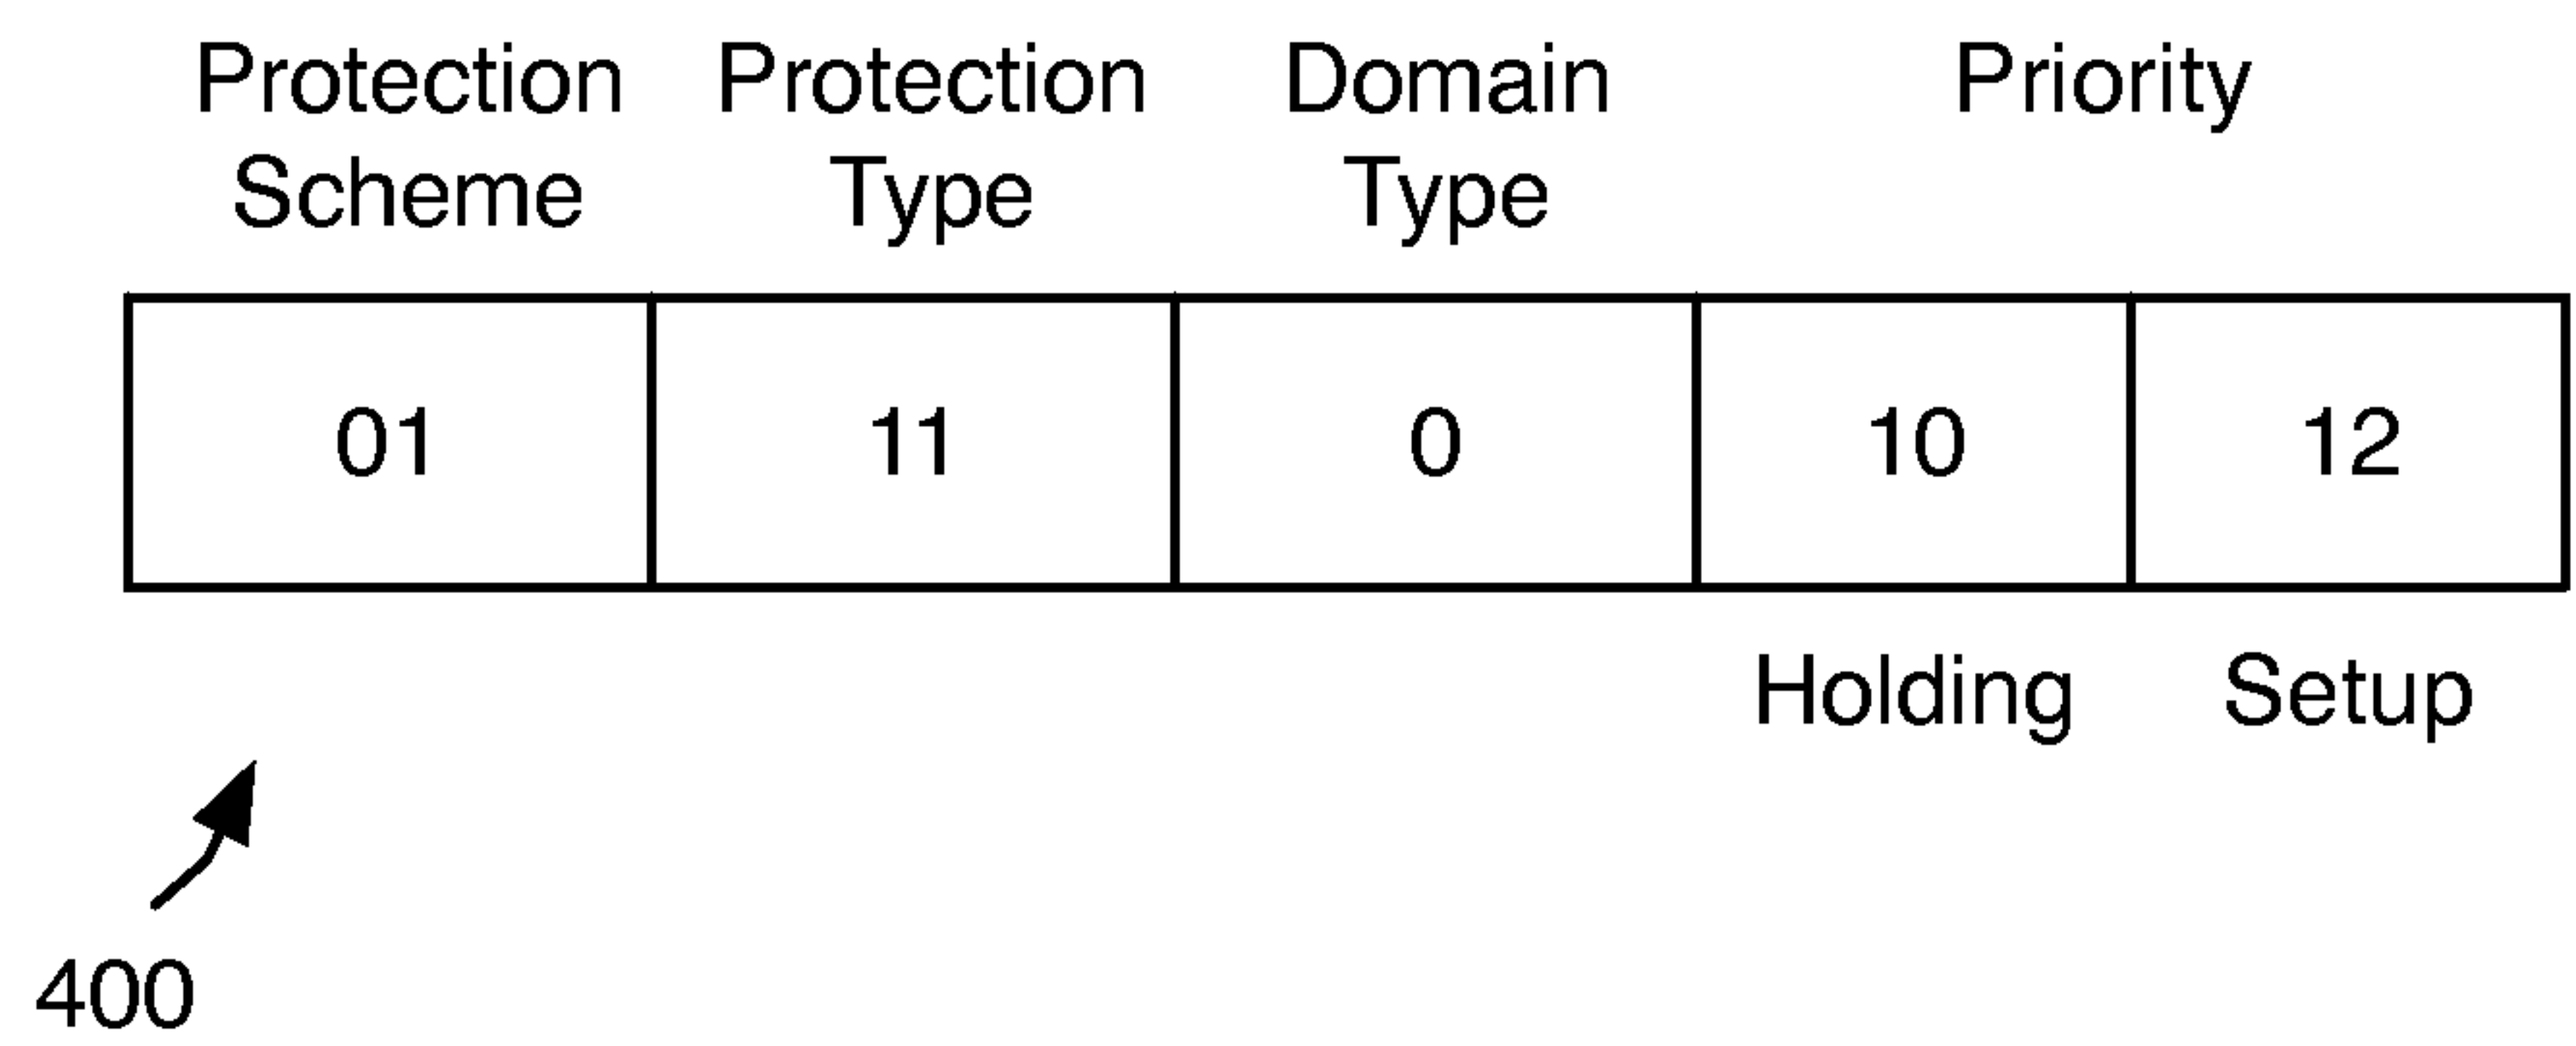 Protection Protection Domain Priority
Scheme Type Type
01 11 0 10 12
Holding Setup
400